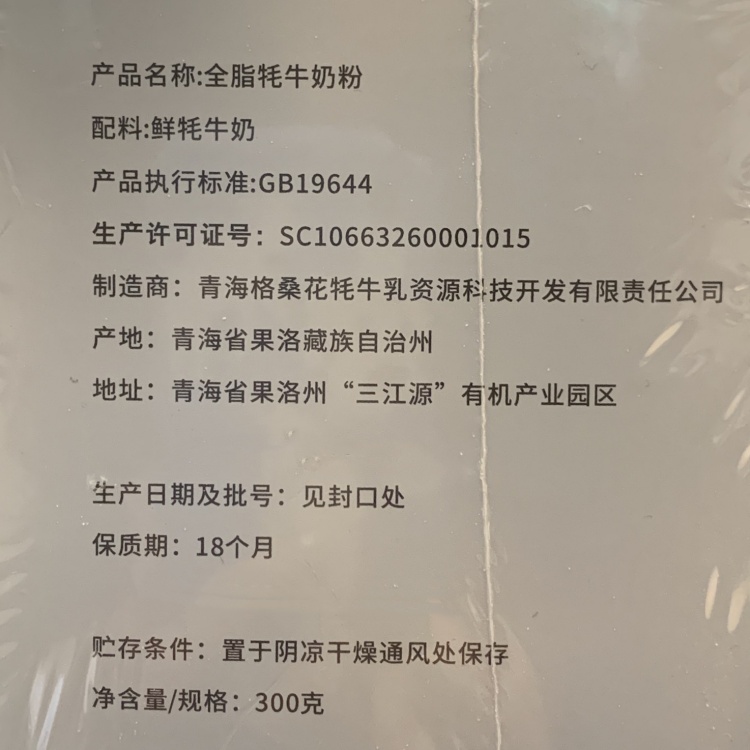 产品名称:全脂牦牛奶粉
配料:鲜牦牛奶
产品执行标准:GB19644
生产许可证号：SC10663260001015
制造商：青海格桑花牦牛乳资源科技开发有限责任公司
产地：青海省果洛藏族自治州
地址：青海省果洛州“三江源”有机产业园区
生产日期及批号：见封口处
保质期：18个月
贮存条件：置于阴凉干燥通风处保存
净含量/规格：300克